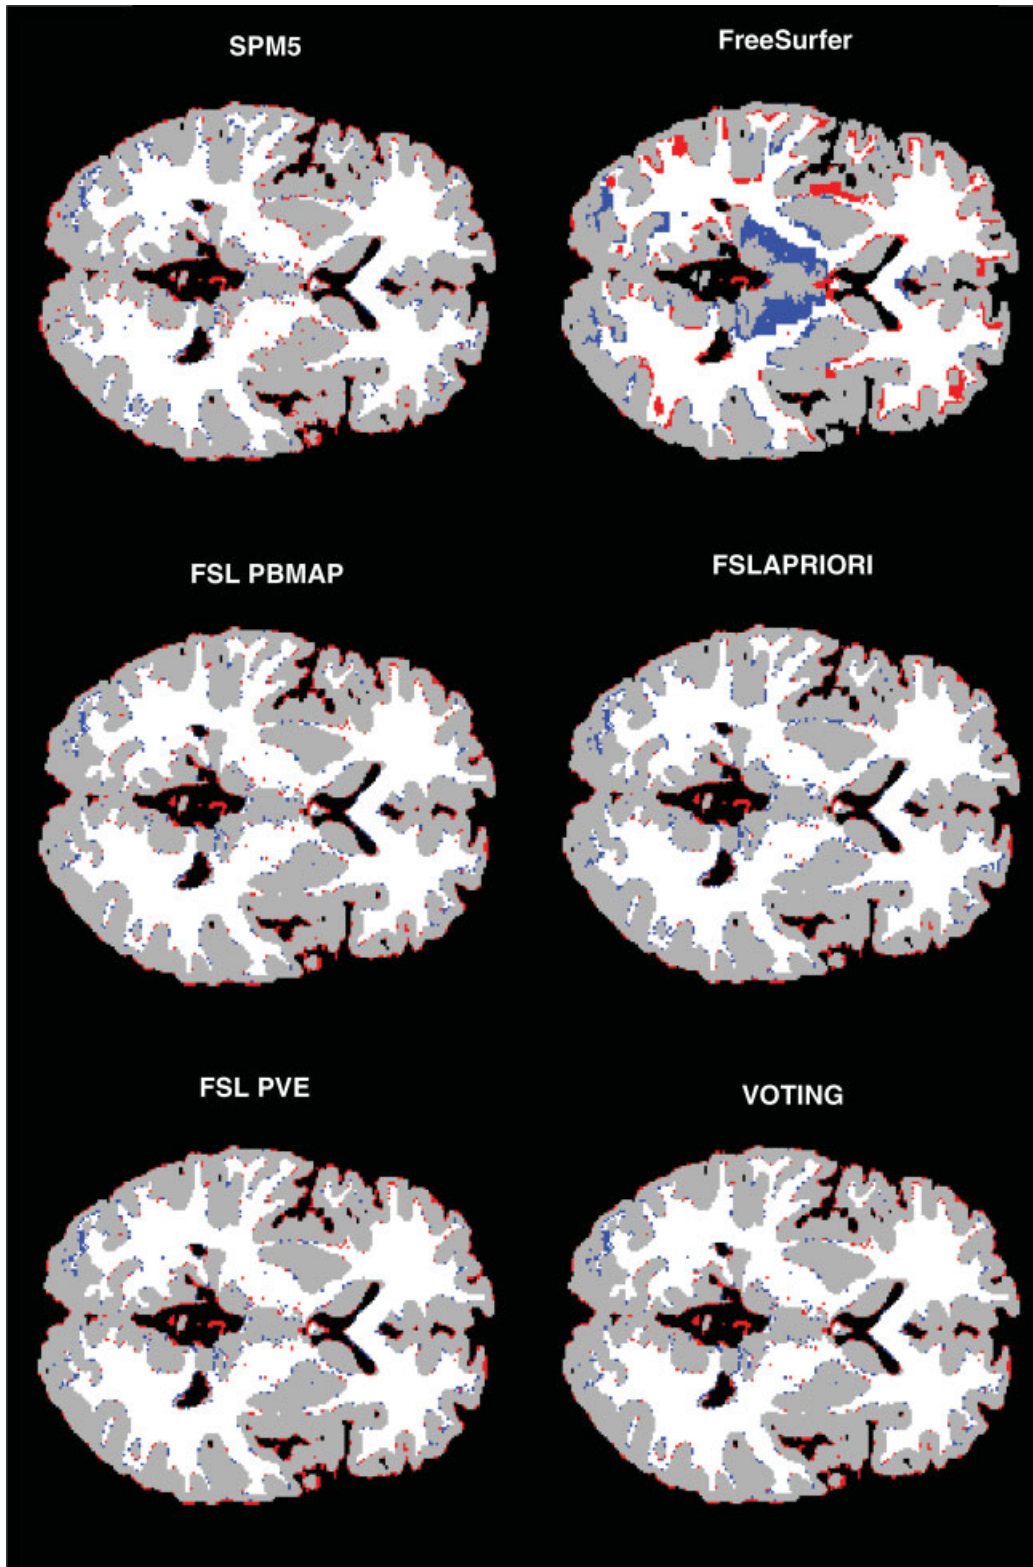 SPM5
FreeSurfer
FSL PBMAP
FSLAPRIORI
FSL PVE
VOTING